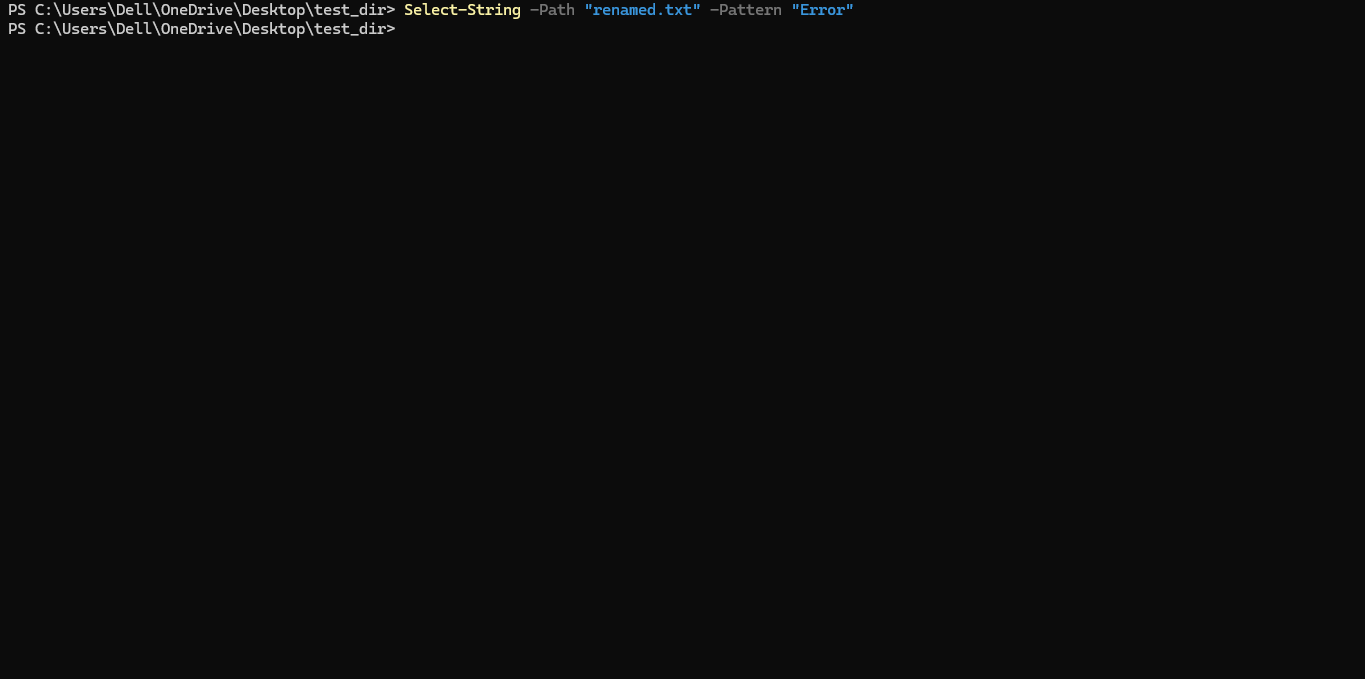 PS C:\Users\Dell\OneDrive\Desktop\test_dir> Select-String -Path "renamed.txt" -Pattern "Error"
PS C:\Users\Dell\OneDrive\Desktop\test_dir>